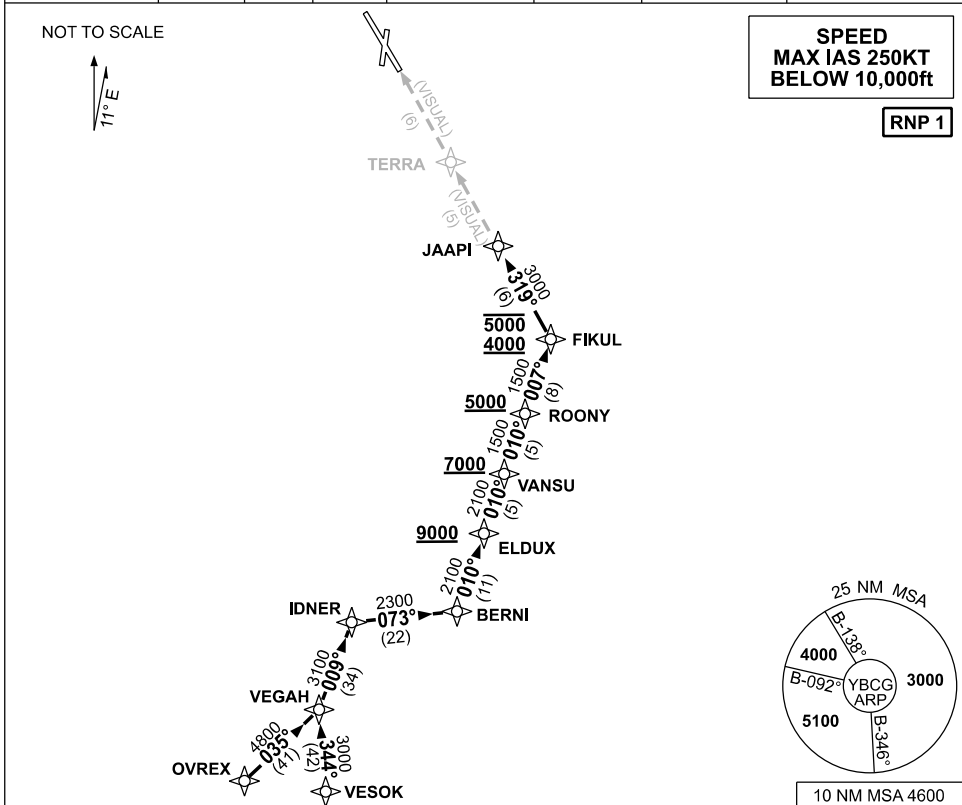 NOT TO SCALE
11° E
SPEED
MAX IAS 250KT
BELOW 10,000ft
RNP 1
(VISUAL)
(6)
TERRA
(VISUAL)
(5)
JAAPI
3000
319°
(6)
5000
4000
FIKUL
1500
007°
(8)
5000
ROONY
1500
010°
(5)
7000
VANSU
2100
010°
(5)
9000
ELDUX
2100
010°
(11)
IDNER
2300
073°
(22)
BERNI
3100
009°
(34)
VEGAH
4800
035°
(41)
3000
344°
(42)
OVREX
VESOK
25 NM MSA
B-138°
4000
B-092°
YBCG
ARP
3000
5100
B-346°
10 NM MSA 4600